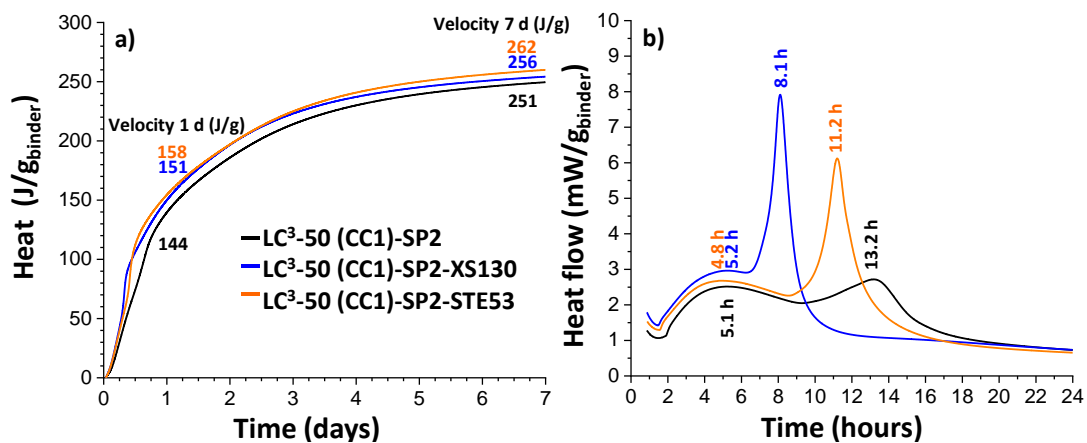 a)
Velocity 7 d (J/g)
262
256
251
Velocity 1 d (J/g)
158
151
144
LC³-50 (CC1)-SP2
LC³-50 (CC1)-SP2-XS130
LC³-50 (CC1)-SP2-STE53
Heat (J/g_binder)
300
250
200
150
100
50
0
0 1 2 3 4 5 6 7
Time (days)
b)
8.1 h
11.2 h
4.8 h
5.2 h
5.1 h
13.2 h
Heat flow (mW/g_binder)
10
9
8
7
6
5
4
3
2
1
0
0 2 4 6 8 10 12 14 16 18 20 22 24
Time (hours)